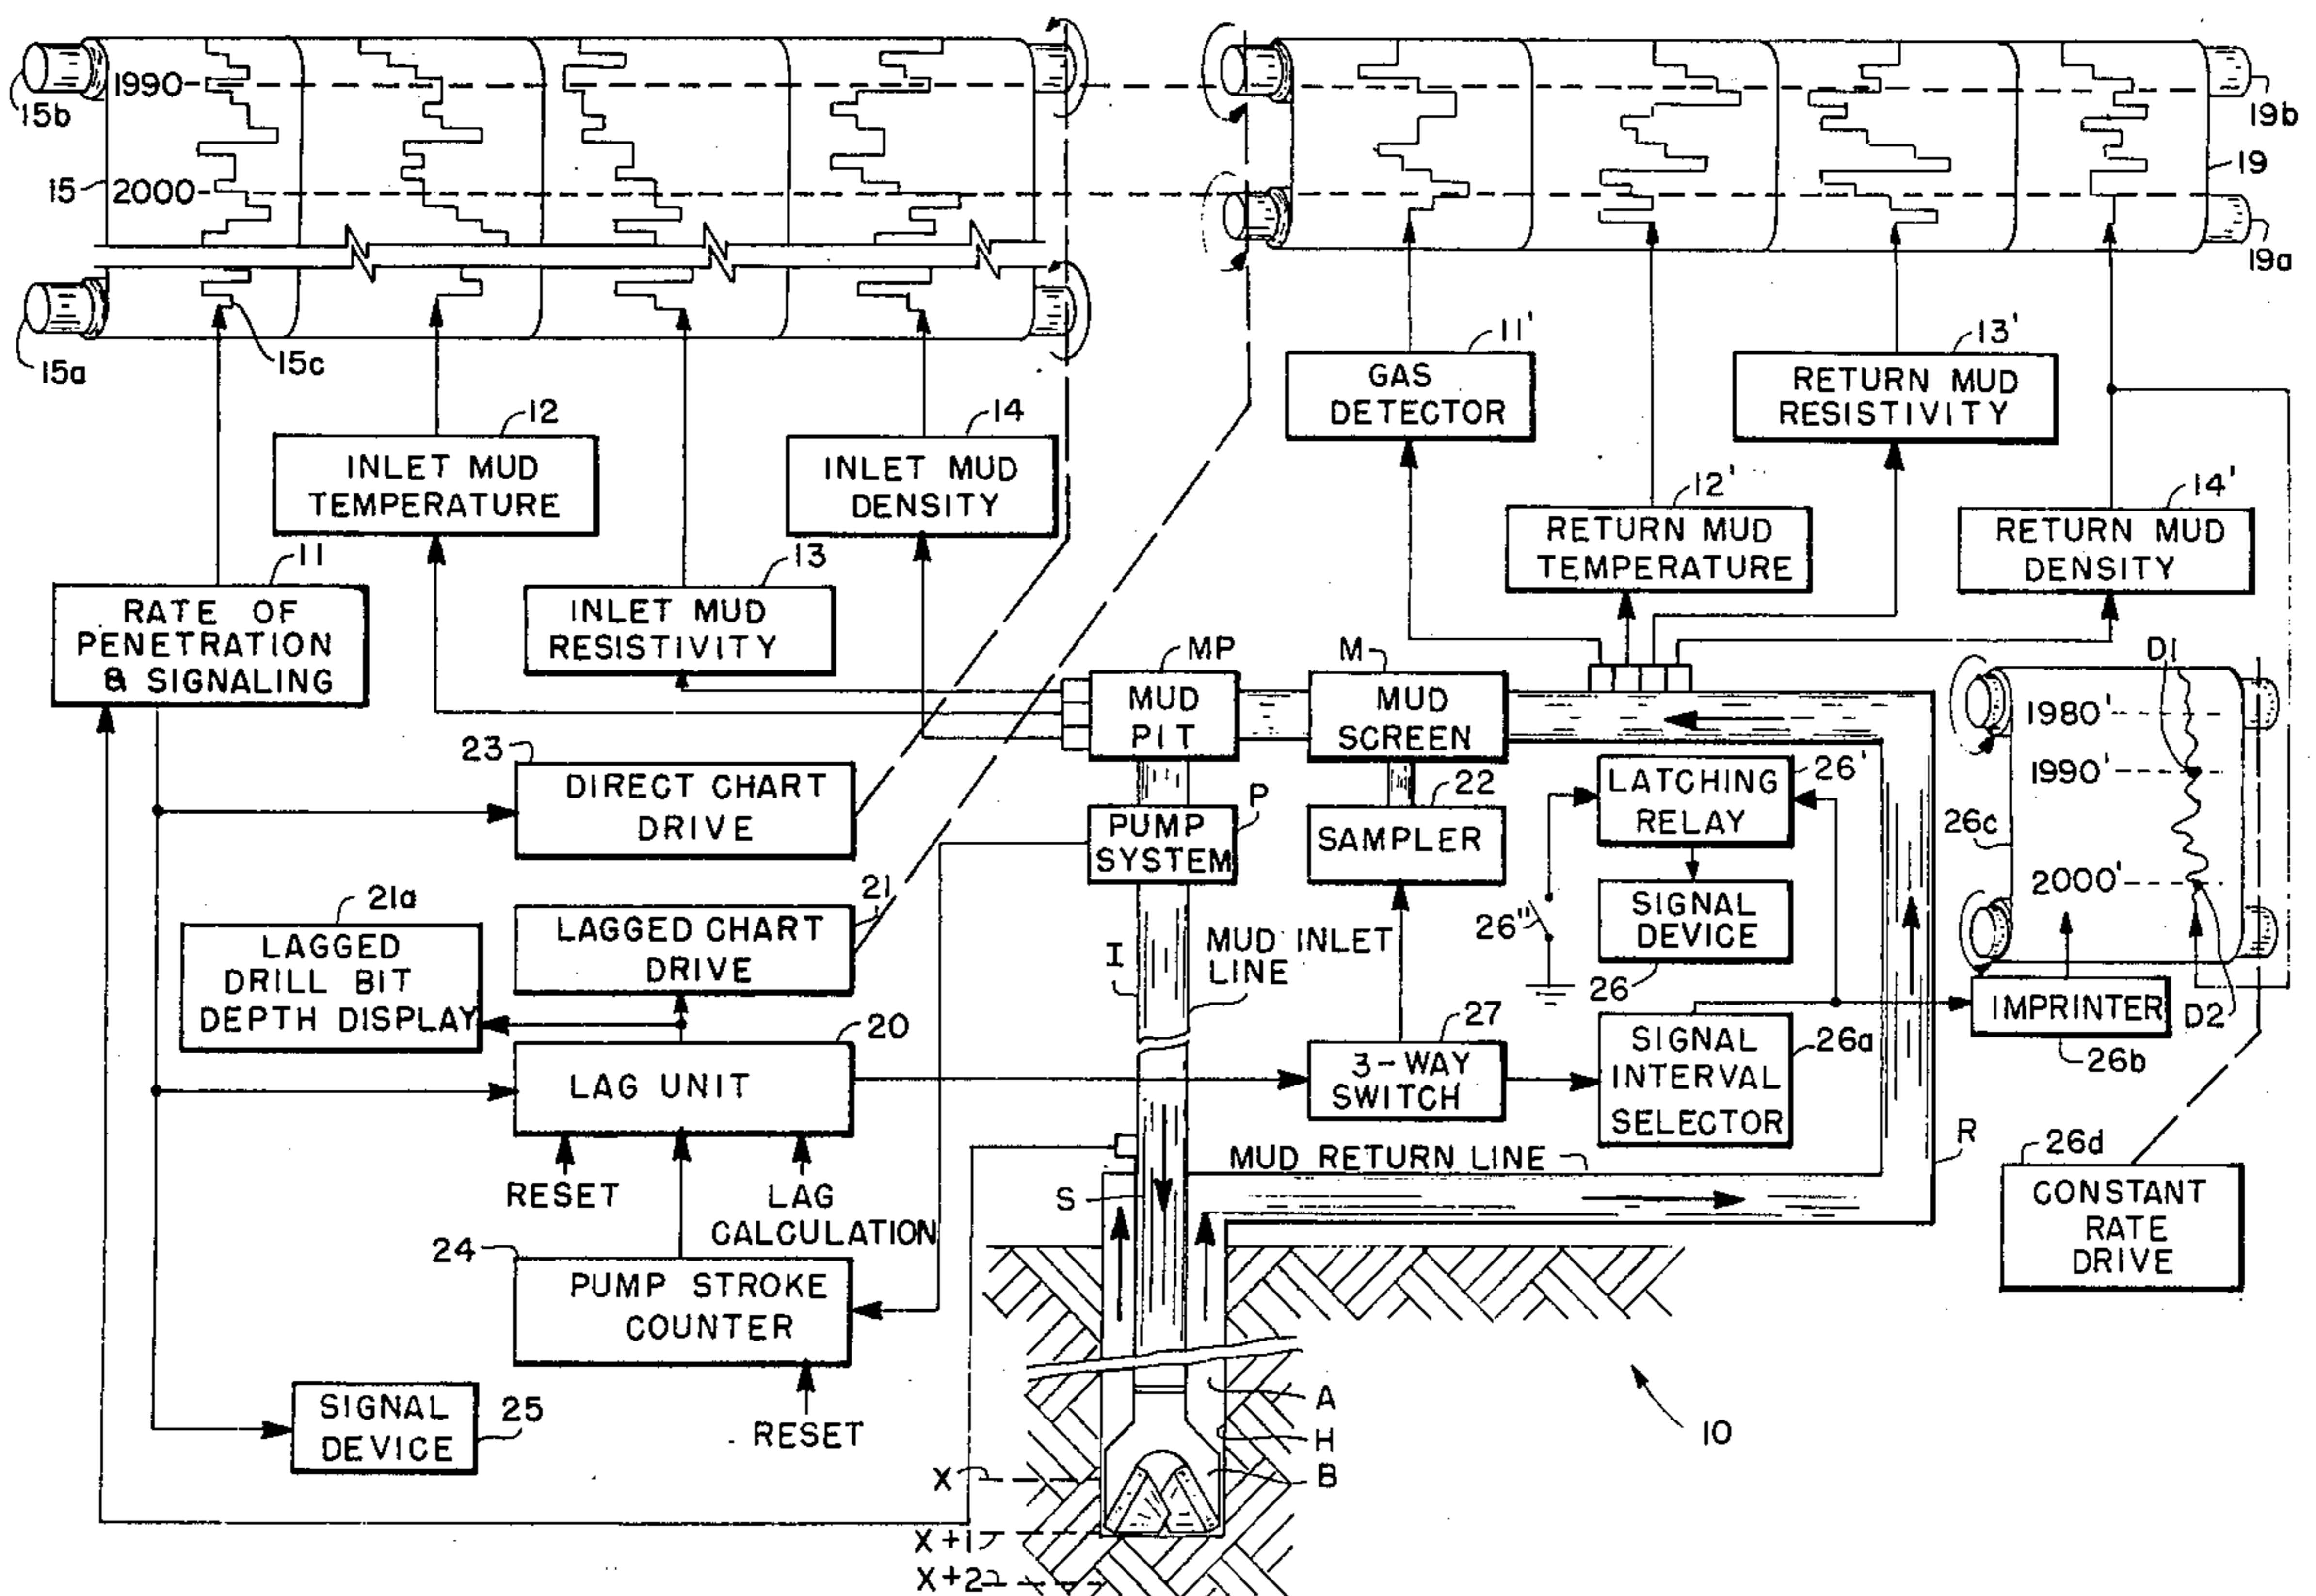 15b
1990
15
2000
15a
15c
19b
19
19a
11'
13'
GAS
DETECTOR
RETURN MUD
RESISTIVITY
12
14
INLET MUD
TEMPERATURE
INLET MUD
DENSITY
12'
14'
RETURN MUD
TEMPERATURE
RETURN MUD
DENSITY
11
13
RATE OF
PENETRATION
& SIGNALING
INLET MUD
RESISTIVITY
MP
M
MUD
PIT
MUD
SCREEN
D1
1980'
1990'
2000'
26c
23
DIRECT CHART
DRIVE
P
PUMP
SYSTEM
22
SAMPLER
26'
LATCHING
RELAY
26"
SIGNAL
DEVICE
26
21a
LAGGED
DRILL BIT
DEPTH DISPLAY
21
LAGGED CHART
DRIVE
I
MUD INLET
LINE
IMPRINTER
D2
26b
20
LAG UNIT
27
3-WAY
SWITCH
SIGNAL
INTERVAL
SELECTOR
26a
RESET
LAG
CALCULATION
S
MUD RETURN LINE
R
26d
CONSTANT
RATE
DRIVE
24
PUMP STROKE
COUNTER
RESET
SIGNAL
DEVICE
25
A
H
B
10
X
X+1
X+2